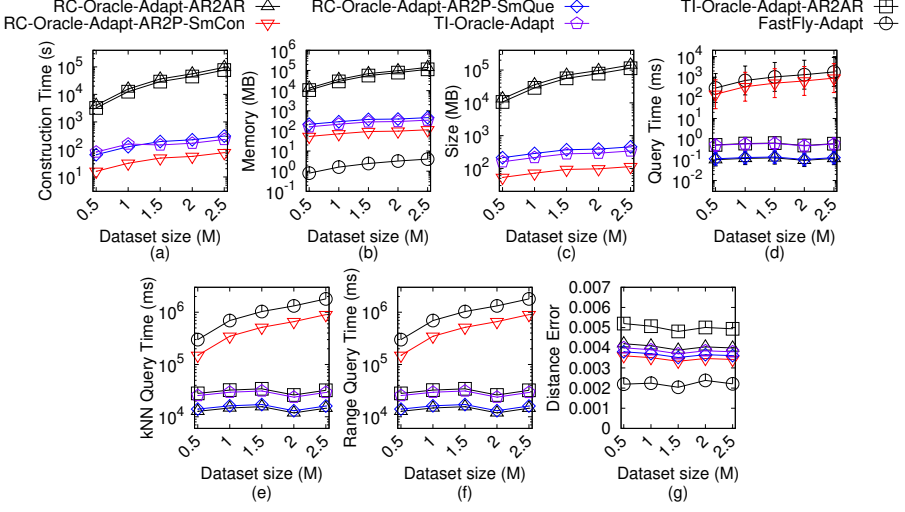 RC-Oracle-Adapt-AR2AR RC-Oracle-Adapt-AR2P-SmQue TI-Oracle-Adapt-AR2AR
RC-Oracle-Adapt-AR2P-SmCon TI-Oracle-Adapt FastFly-Adapt
Construction Time (s)
10^5
10^4
10^3
10^2
10^1
0.5 1 1.5 2 2.5
Dataset size (M)
(a)
Memory (MB)
10^6
10^5
10^4
10^3
10^2
10^1
10^0
10^-1
0.5 1 1.5 2 2.5
Dataset size (M)
(b)
Size (MB)
10^5
10^4
10^3
10^2
0.5 1 1.5 2 2.5
Dataset size (M)
(c)
Query Time (ms)
10^4
10^3
10^2
10^1
10^0
10^-1
10^-2
0.5 1 1.5 2 2.5
Dataset size (M)
(d)
kNN Query Time (ms)
10^6
10^5
10^4
0.5 1 1.5 2 2.5
Dataset size (M)
(e)
Range Query Time (ms)
10^6
10^5
10^4
0.5 1 1.5 2 2.5
Dataset size (M)
(f)
Distance Error
0.007
0.006
0.005
0.004
0.003
0.002
0.001
0
0.5 1 1.5 2 2.5
Dataset size (M)
(g)